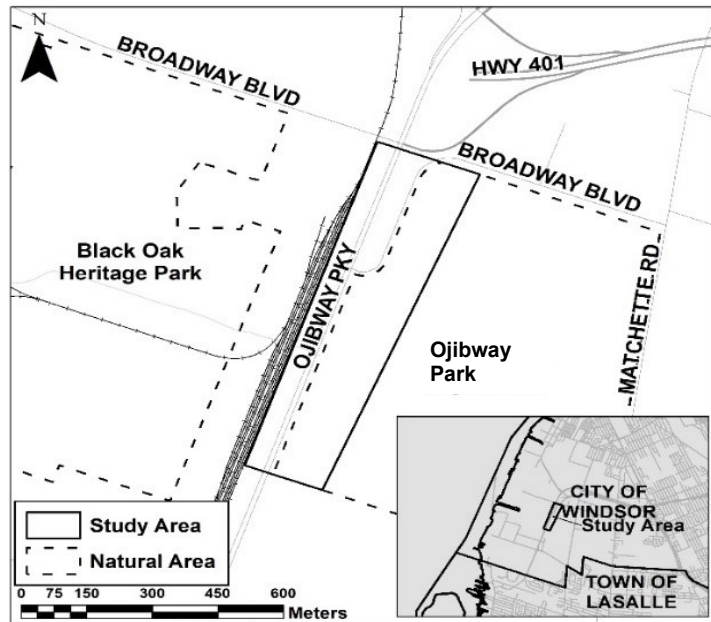 N
BROADWAY BLVD
HWY 401
BROADWAY BLVD
Black Oak
Heritage Park
OJIBWAY PKY
MATCHETTE RD
Ojibway
Park
Study Area
Natural Area
0 75 150 300 450 600
Meters
CITY OF
WINDSOR
Study Area
TOWN OF
LASALLE